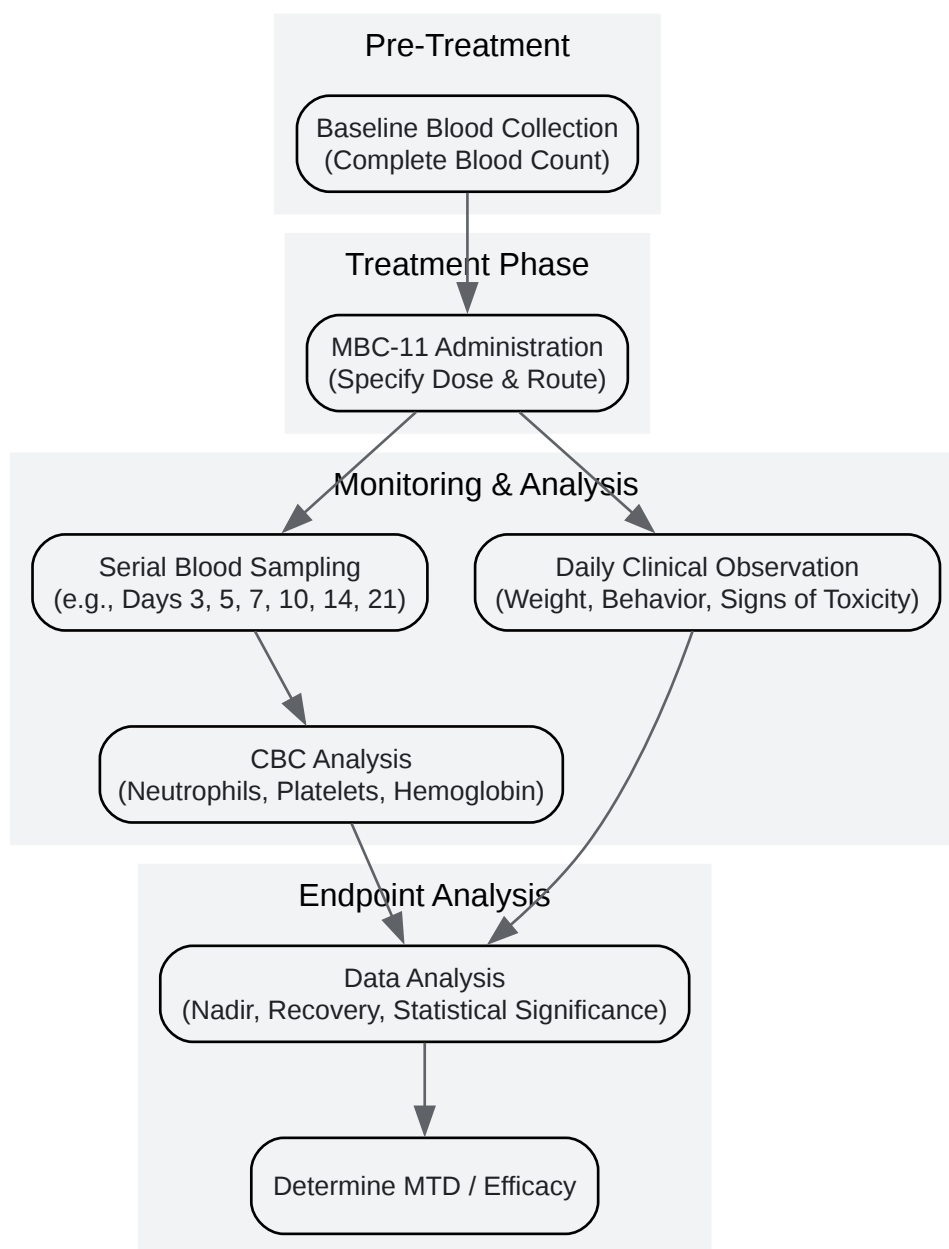 Pre-Treatment
Baseline Blood Collection
(Complete Blood Count)
Treatment Phase
MBC-11 Administration
(Specify Dose & Route)
Monitoring & Analysis
Serial Blood Sampling
(e.g., Days 3, 5, 7, 10, 14, 21)
Daily Clinical Observation
(Weight, Behavior, Signs of Toxicity)
CBC Analysis
(Neutrophils, Platelets, Hemoglobin)
Endpoint Analysis
Data Analysis
(Nadir, Recovery, Statistical Significance)
Determine MTD / Efficacy